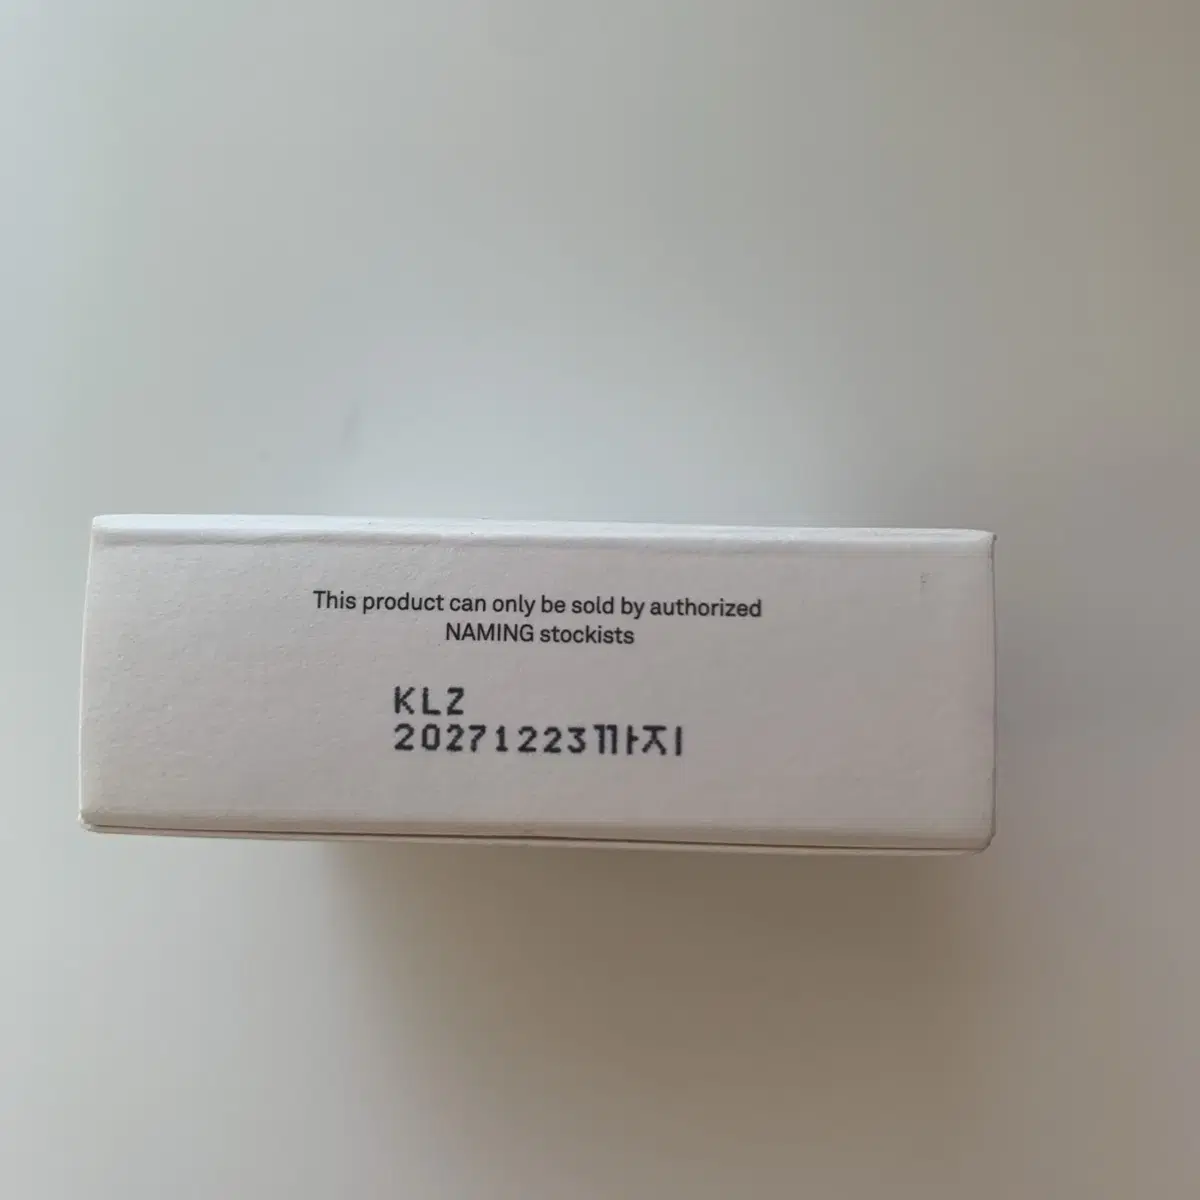 This product can only be sold by authorized
NAMING stockists
KLZ
20271223까지